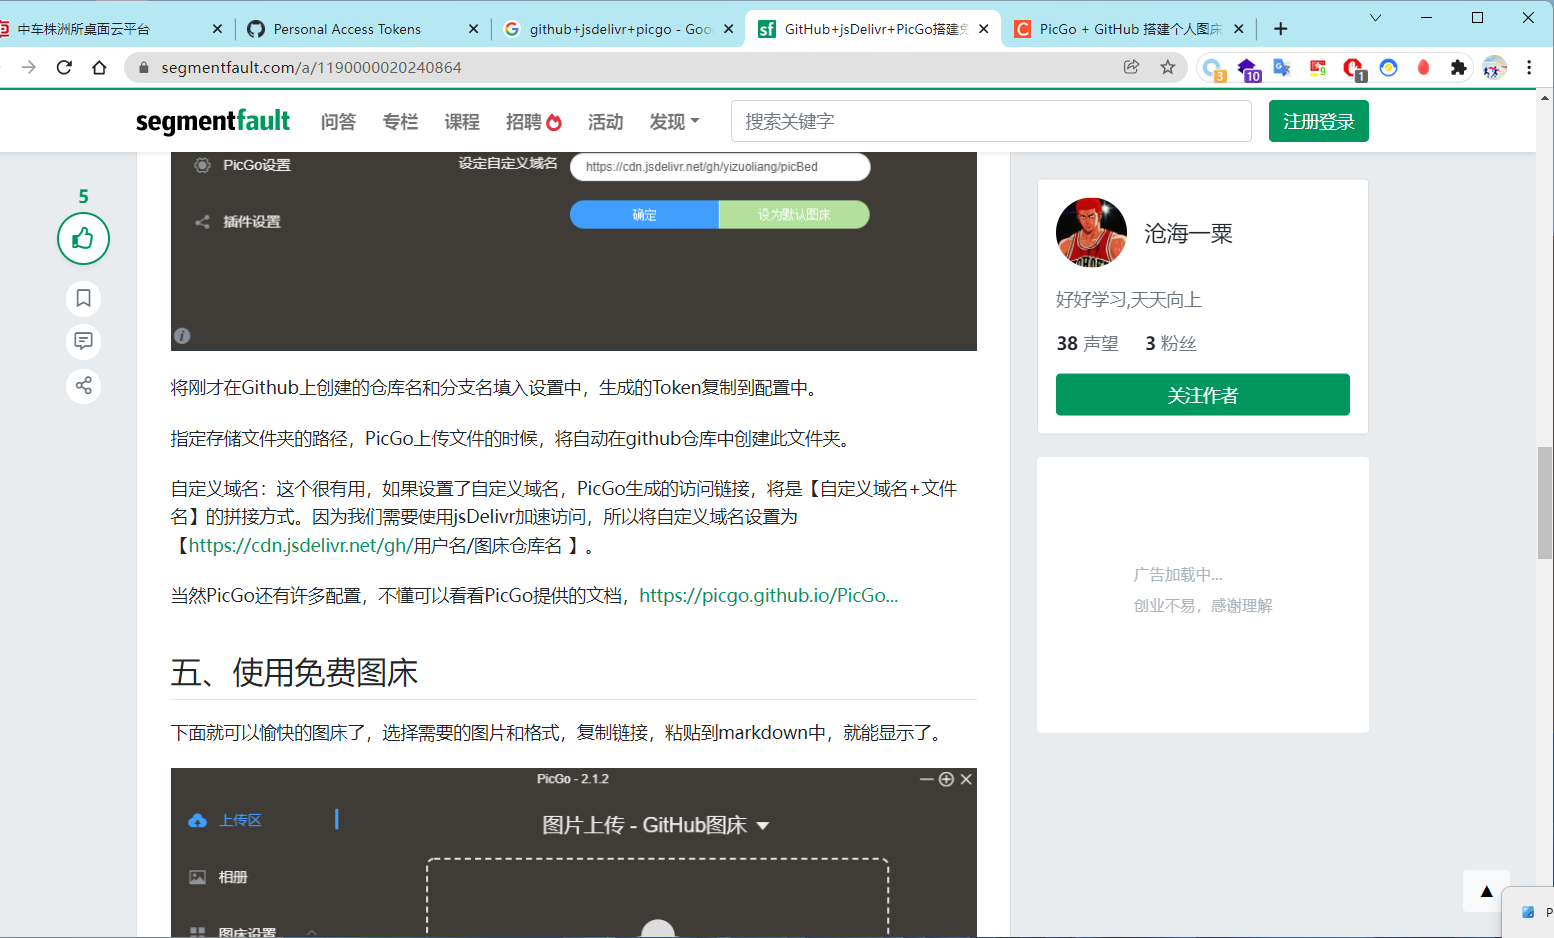 中车株洲所桌面云平台
Personal Access Tokens
github+jsdelivr+picgo - Goo
GitHub+jsDelivr+PicGo搭建免
PicGo + GitHub 搭建个人图床
segmentfault.com/a/1190000020240864
3
10
9
1
segmentfault
问答
专栏
课程
招聘
活动
发现
搜索关键字
注册登录
5
PicGo设置
设定自定义域名
https://cdn.jsdelivr.net/gh/yizuoliang/picBed
插件设置
确定
设为默认图床
将刚才在Github上创建的仓库名和分支名填入设置中，生成的Token复制到配置中。
指定存储文件夹的路径，PicGo上传文件的时候，将自动在github仓库中创建此文件夹。
自定义域名：这个很有用，如果设置了自定义域名，PicGo生成的访问链接，将是【自定义域名+文件
名】的拼接方式。因为我们需要使用jsDelivr加速访问，所以将自定义域名设置为
【https://cdn.jsdelivr.net/gh/用户名/图床仓库名 】。
当然PicGo还有许多配置，不懂可以看看PicGo提供的文档，https://picgo.github.io/PicGo...
五、使用免费图床
下面就可以愉快的图床了，选择需要的图片和格式，复制链接，粘贴到markdown中，就能显示了。
PicGo - 2.1.2
上传区
图片上传 - GitHub图床
相册
图床设置
沧海一粟
好好学习,天天向上
38 声望 3 粉丝
关注作者
广告加载中...
创业不易，感谢理解
P